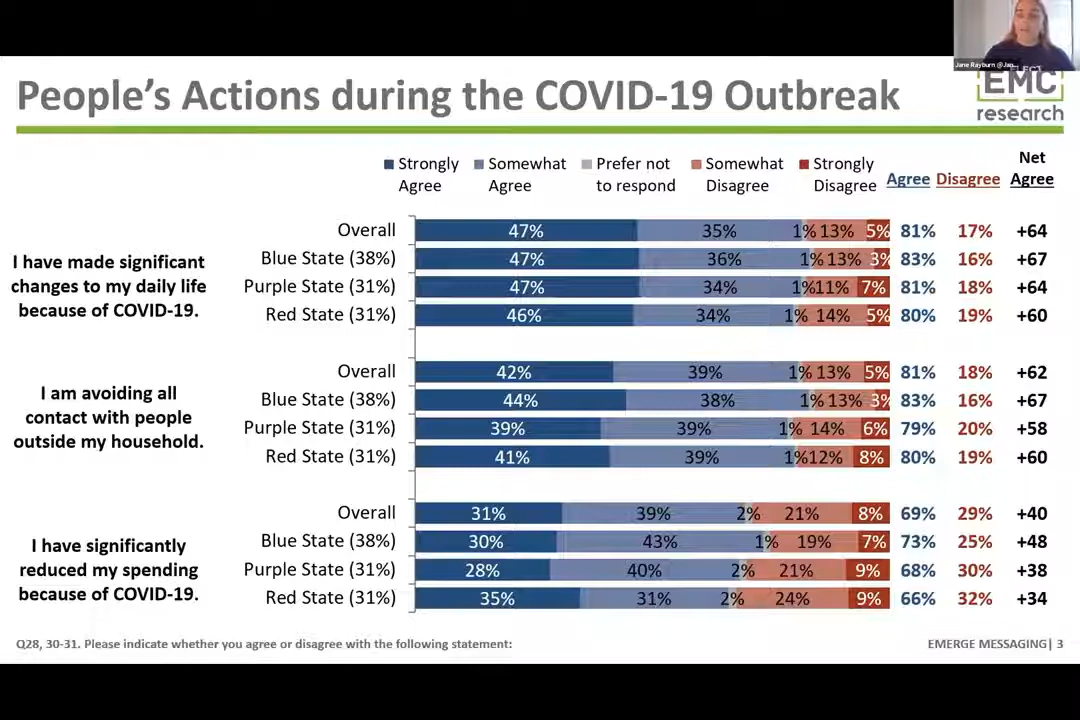 Jane Rayburn @Jan...
People's Actions during the COVID-19 Outbreak
EMC
research
Strongly Agree
Somewhat Agree
Prefer not to respond
Somewhat Disagree
Strongly Disagree
Agree
Disagree
Net Agree
I have made significant
changes to my daily life
because of COVID-19.
Overall 47% 35% 1% 13% 5% 81% 17% +64
Blue State (38%) 47% 36% 1% 13% 3% 83% 16% +67
Purple State (31%) 47% 34% 1% 11% 7% 81% 18% +64
Red State (31%) 46% 34% 1% 14% 5% 80% 19% +60
I am avoiding all
contact with people
outside my household.
Overall 42% 39% 1% 13% 5% 81% 18% +62
Blue State (38%) 44% 38% 1% 13% 3% 83% 16% +67
Purple State (31%) 39% 39% 1% 14% 6% 79% 20% +58
Red State (31%) 41% 39% 1% 12% 8% 80% 19% +60
I have significantly
reduced my spending
because of COVID-19.
Overall 31% 39% 2% 21% 8% 69% 29% +40
Blue State (38%) 30% 43% 1% 19% 7% 73% 25% +48
Purple State (31%) 28% 40% 2% 21% 9% 68% 30% +38
Red State (31%) 35% 31% 2% 24% 9% 66% 32% +34
Q28, 30-31. Please indicate whether you agree or disagree with the following statement:
EMERGE MESSAGING| 3